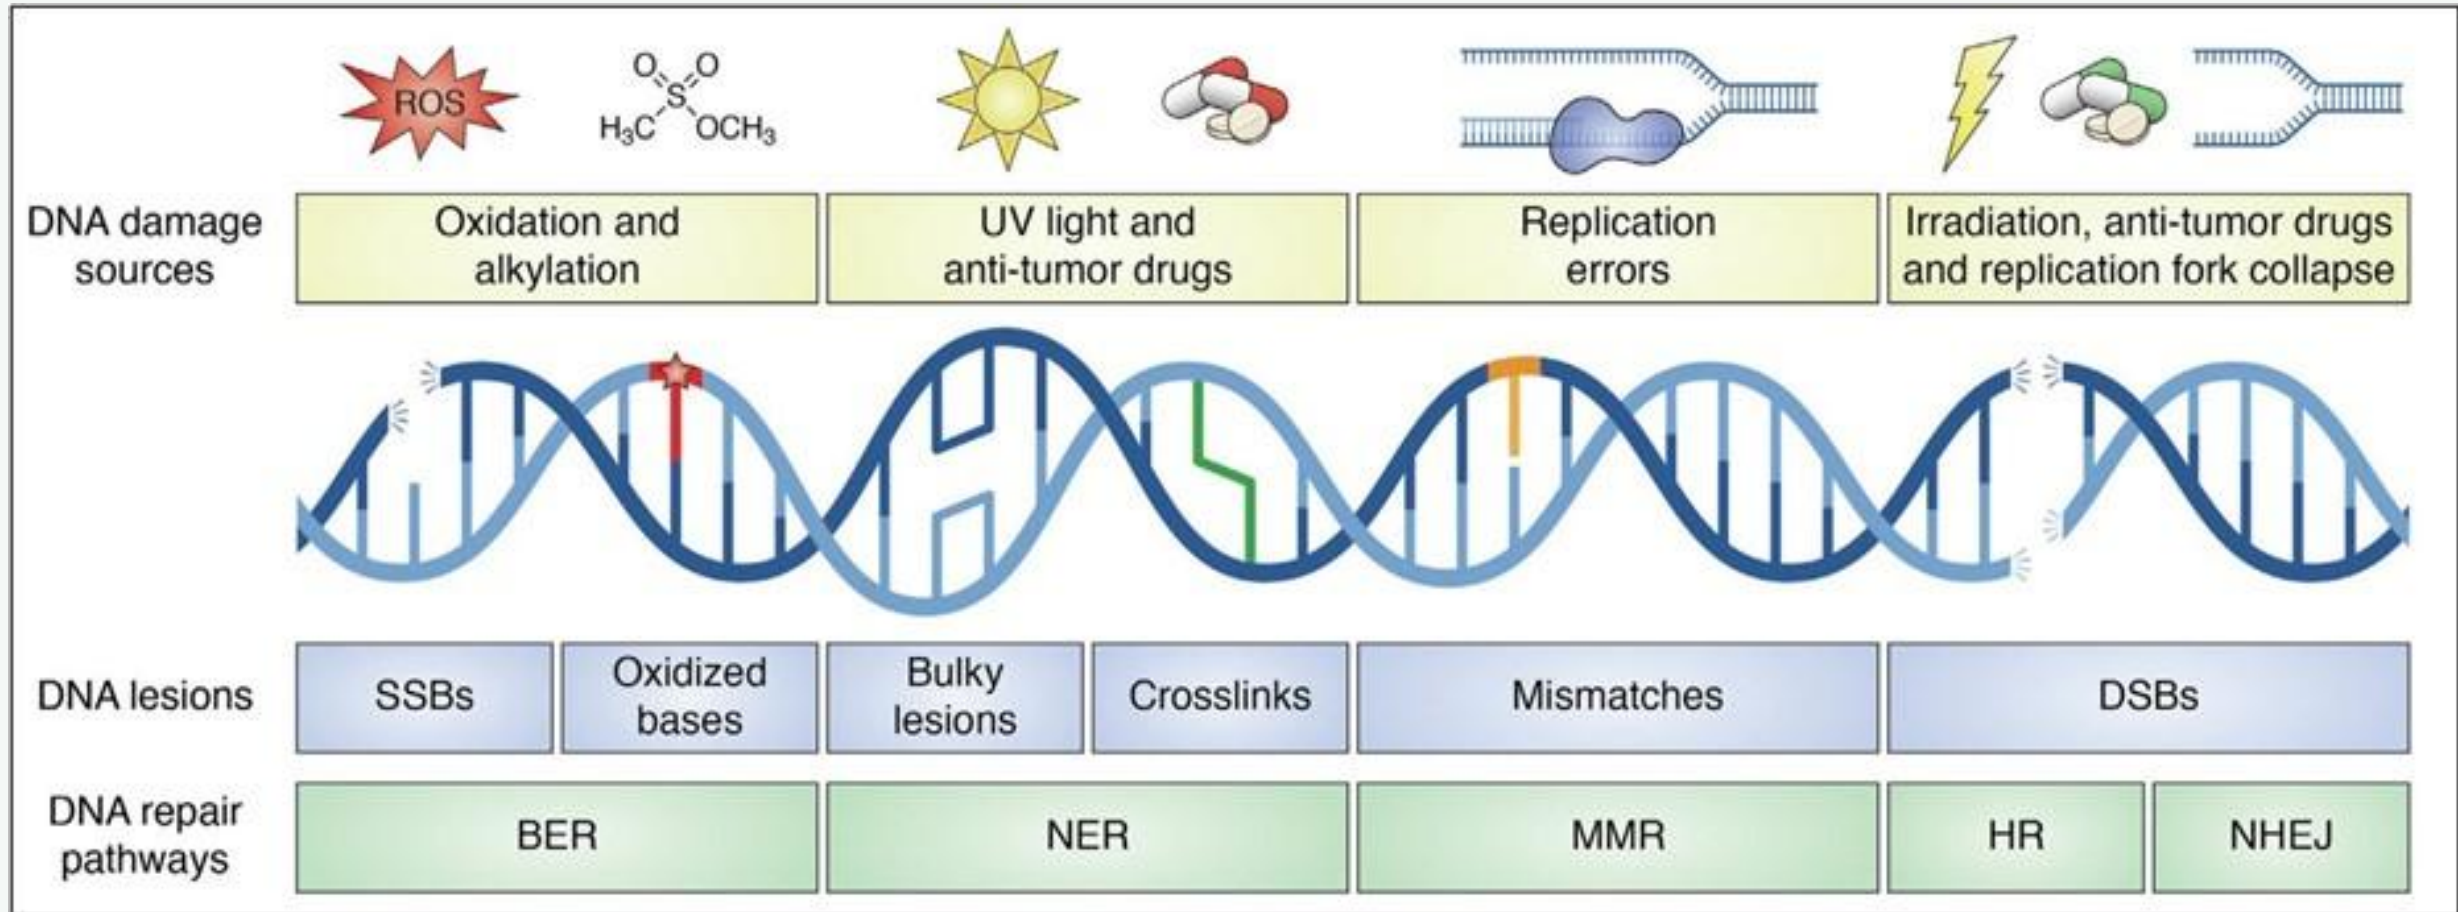 ROS
O O
S
H₃C OCH₃
DNA damage
sources
Oxidation and
alkylation
UV light and
anti-tumor drugs
Replication
errors
Irradiation, anti-tumor drugs
and replication fork collapse
DNA lesions
SSBs
Oxidized
bases
Bulky
lesions
Crosslinks
Mismatches
DSBs
DNA repair
pathways
BER
NER
MMR
HR
NHEJ